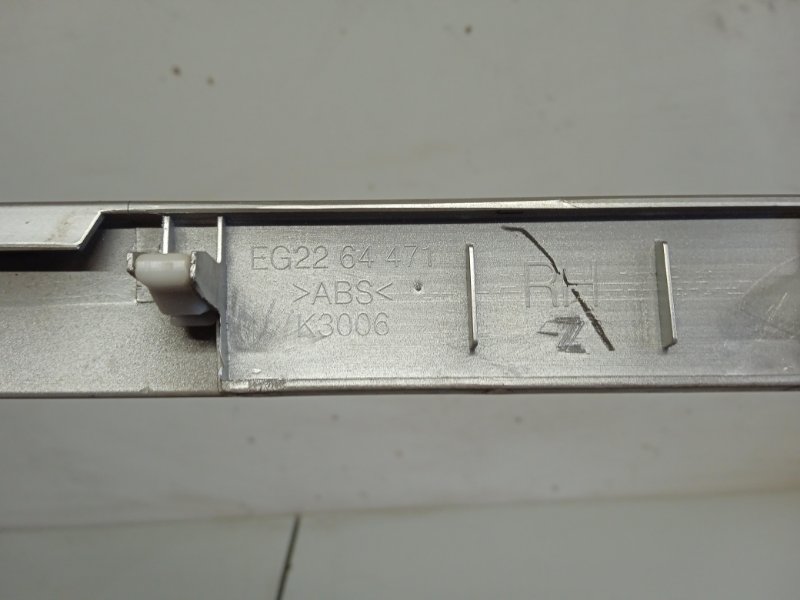 EG22 64 471
>ABS<
K3006
RH
Z